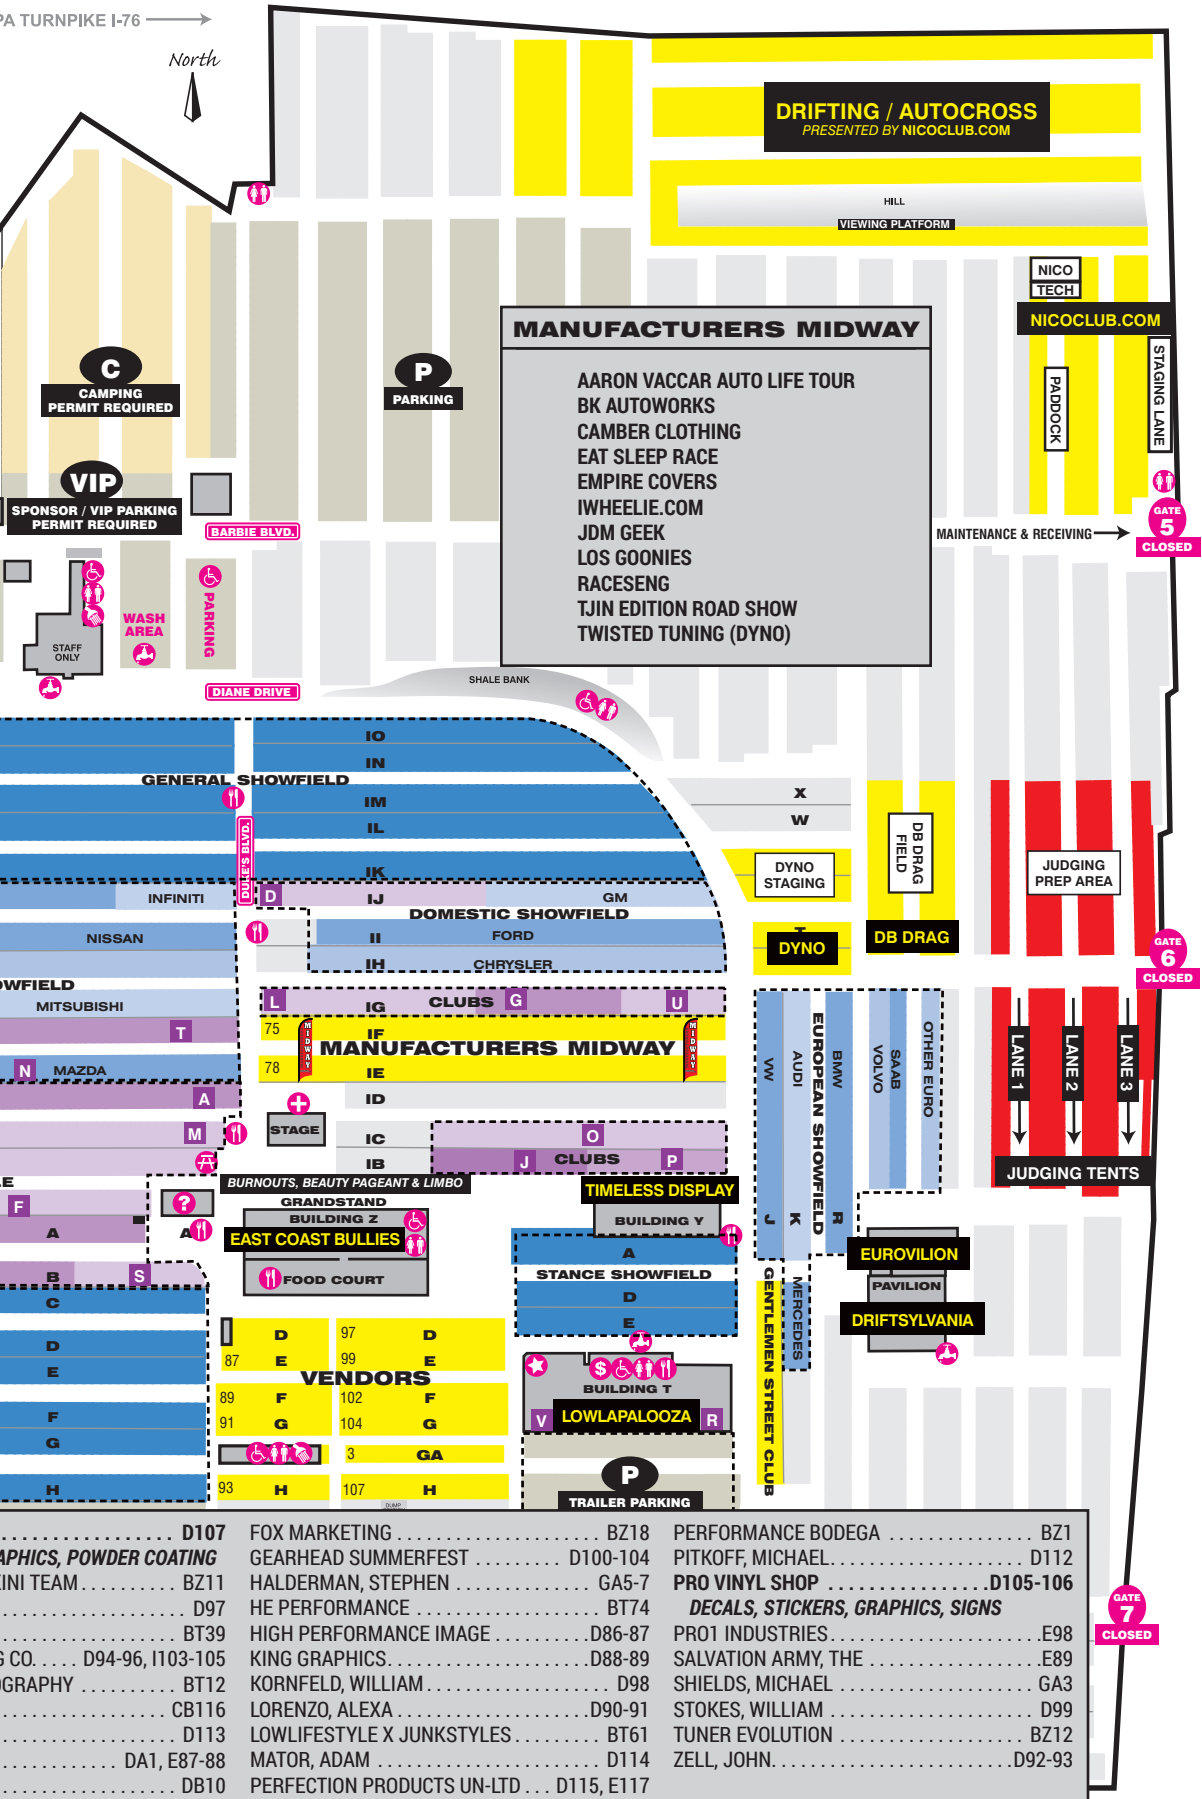 PA TURNPIKE I-76
North
DRIFTING / AUTOCROSS
PRESENTED BY NICOCLUB.COM
HILL
VIEWING PLATFORM
NICO
TECH
NICOCLUB.COM
STAGING LANE
PADDOCK
C
CAMPING
PERMIT REQUIRED
P
PARKING
MANUFACTURERS MIDWAY
AARON VACCAR AUTO LIFE TOUR
BK AUTOWORKS
CAMBER CLOTHING
EAT SLEEP RACE
EMPIRE COVERS
IWHEELIE.COM
JDM GEEK
LOS GOONIES
RACESENG
TJIN EDITION ROAD SHOW
TWISTED TUNING (DYNO)
VIP
SPONSOR / VIP PARKING
PERMIT REQUIRED
BARBIE BLVD.
MAINTENANCE & RECEIVING
GATE
5
CLOSED
WASH
AREA
PARKING
STAFF
ONLY
DIANE DRIVE
SHALE BANK
IO
IN
GENERAL SHOWFIELD
IM
IL
DUKE'S BLVD.
IK
X
W
DYNO
STAGING
DB DRAG
FIELD
JUDGING
PREP AREA
INFINITI
D
IJ
GM
DOMESTIC SHOWFIELD
NISSAN
II
FORD
T
DYNO
DB DRAG
GATE
6
CLOSED
IH
CHRYSLER
OWFIELD
MITSUBISHI
L
IG
CLUBS
G
U
T
75
IF
MIDWAY
MANUFACTURERS MIDWAY
MIDWAY
N
MAZDA
78
IE
A
ID
VW
AUDI
EUROPEAN SHOWFIELD
BMW
VOLVO
SAAB
OTHER EURO
LANE 1
LANE 2
LANE 3
M
STAGE
IC
O
IB
J
CLUBS
P
JUDGING TENTS
LE
BURNOUTS, BEAUTY PAGEANT & LIMBO
TIMELESS DISPLAY
F
?
GRANDSTAND
BUILDING Z
BUILDING Y
J
K
R
A
A
EAST COAST BULLIES
A
EUROVILION
B
S
FOOD COURT
STANCE SHOWFIELD
PAVILION
C
D
E
GENTLEMEN STREET CLUB
MERCEDES
DRIFTSYLVANIA
D
E
D
97
D
87
E
99
E
VENDORS
BUILDING T
$
F
89
F
102
F
V
LOWLAPALOOZA
R
G
91
G
104
G
3
GA
H
93
H
107
H
P
TRAILER PARKING
D107
APHICS, POWDER COATING
KINI TEAM BZ11
D97
BT39
G CO. D94-96, I103-105
OGRAPHY BT12
CB116
D113
DA1, E87-88
DB10
FOX MARKETING BZ18
GEARHEAD SUMMERFEST D100-104
HALDERMAN, STEPHEN GA5-7
HE PERFORMANCE BT74
HIGH PERFORMANCE IMAGE D86-87
KING GRAPHICS D88-89
KORNFELD, WILLIAM D98
LORENZO, ALEXA D90-91
LOWLIFESTYLE X JUNKSTYLES BT61
MATOR, ADAM D114
PERFECTION PRODUCTS UN-LTD D115, E117
PERFORMANCE BODEGA BZ1
PITKOFF, MICHAEL D112
PRO VINYL SHOP D105-106
DECALS, STICKERS, GRAPHICS, SIGNS
PRO1 INDUSTRIES E98
SALVATION ARMY, THE E89
SHIELDS, MICHAEL GA3
STOKES, WILLIAM D99
TUNER EVOLUTION BZ12
ZELL, JOHN D92-93
GATE
7
CLOSED